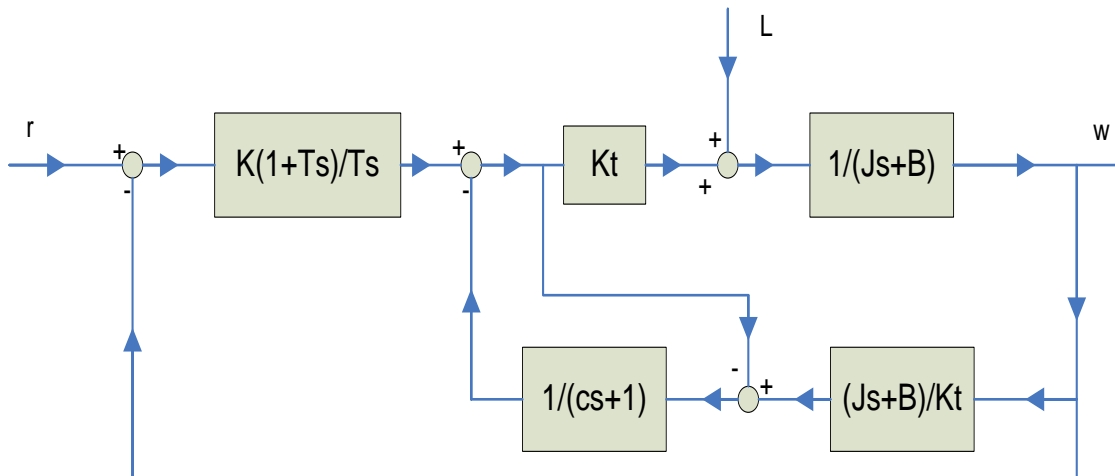 L
r
w
+
-
K(1+Ts)/Ts
+
-
Kt
+
+
1/(Js+B)
1/(cs+1)
-
+
(Js+B)/Kt